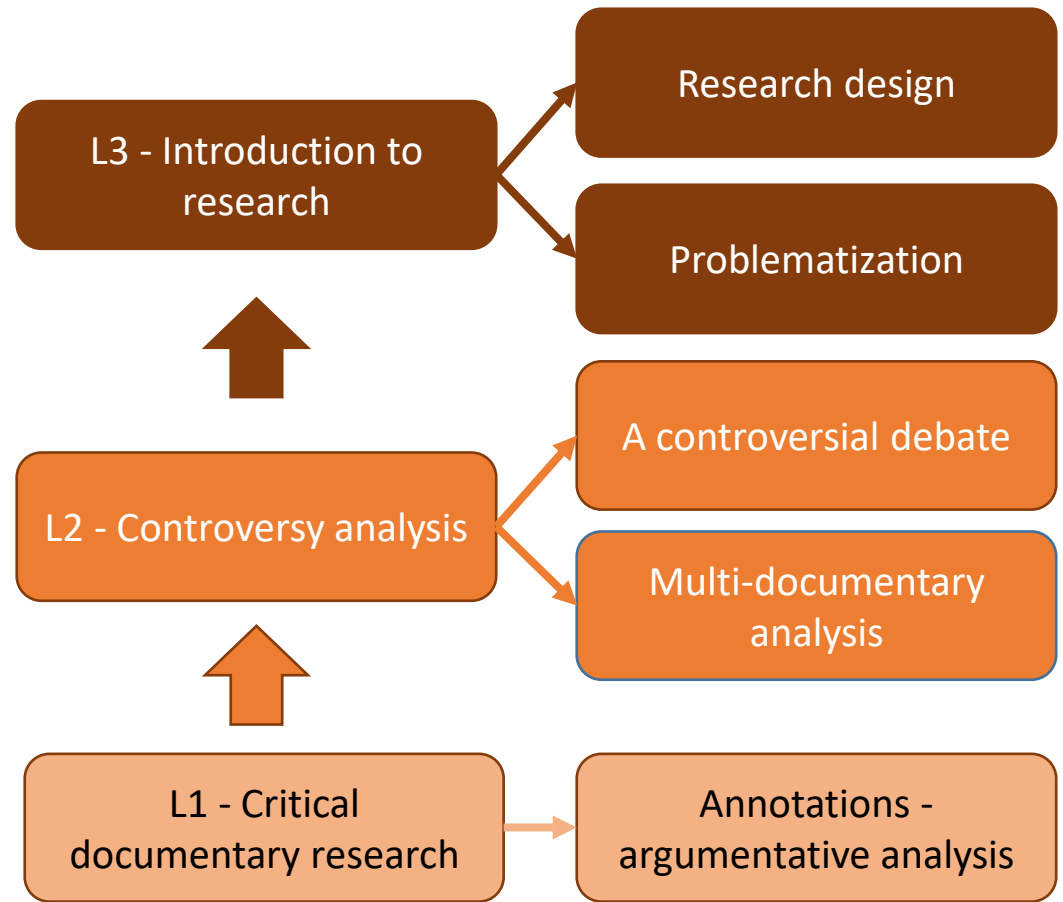 Research design
L3 - Introduction to
research
Problematization
A controversial debate
L2 - Controversy analysis
Multi-documentary
analysis
L1 - Critical
documentary research
Annotations -
argumentative analysis